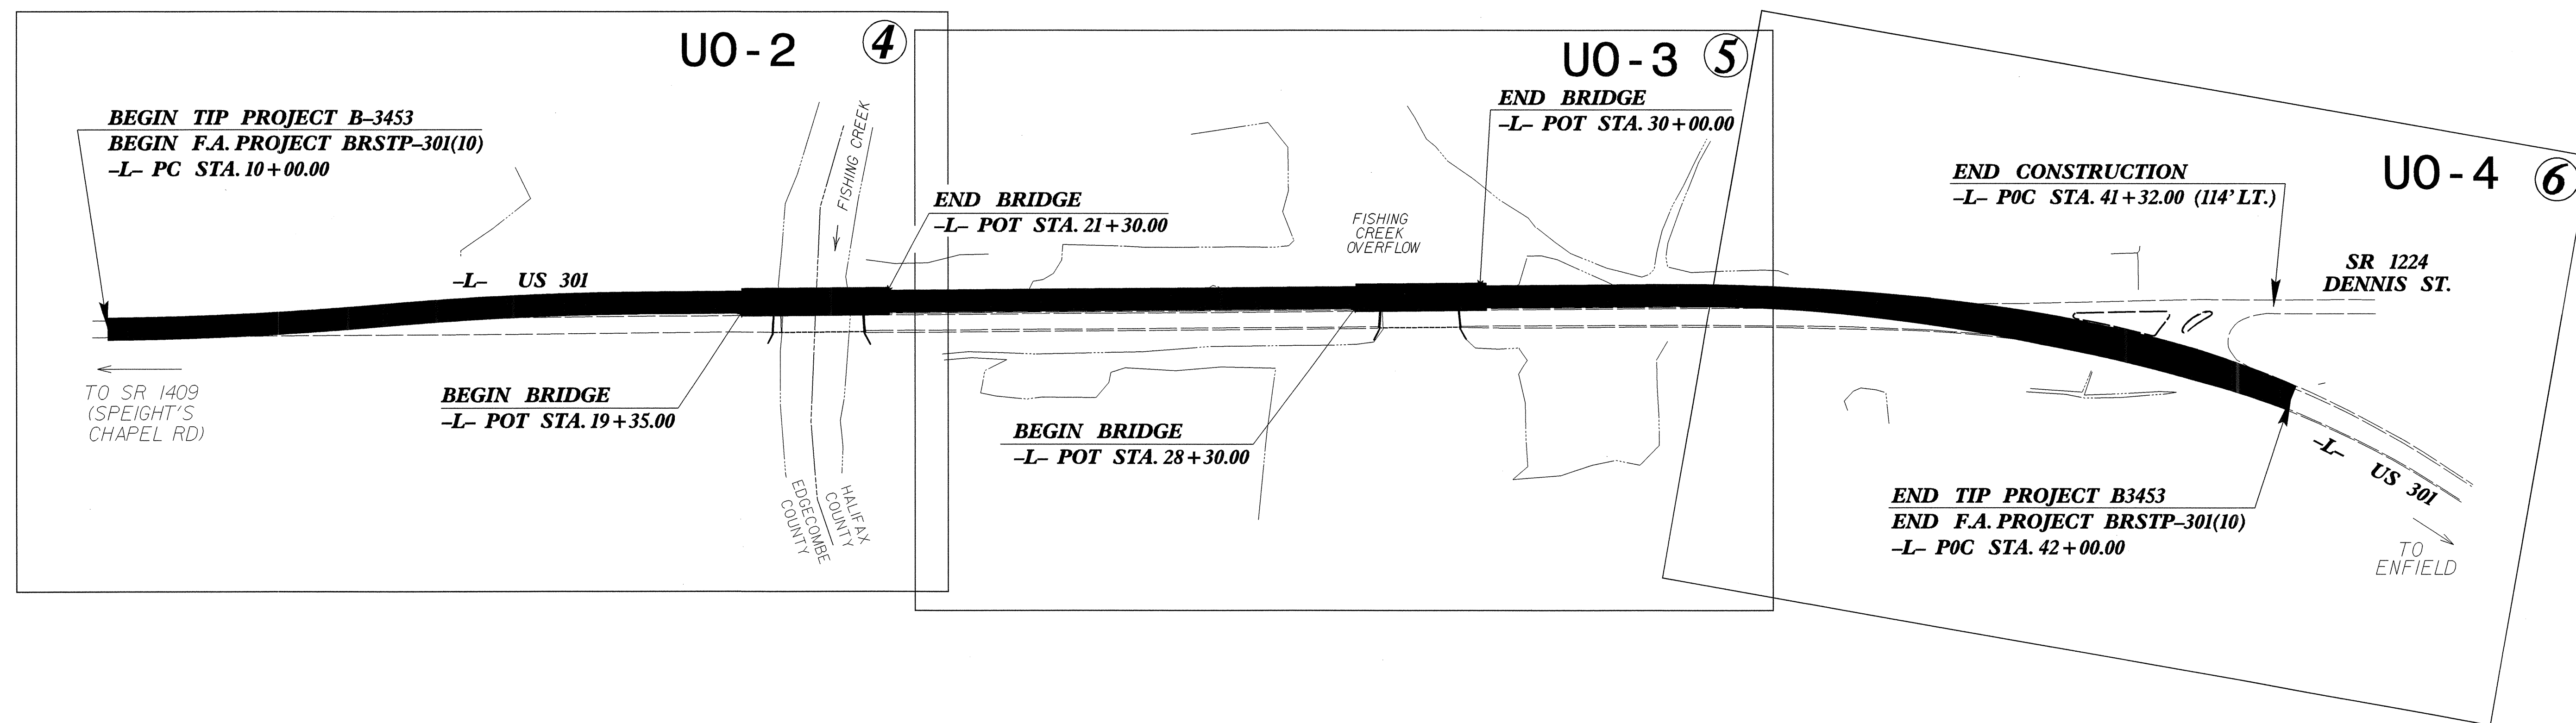 UO-2
4
UO-3
5
UO-4
6
BEGIN TIP PROJECT B-3453
BEGIN F.A. PROJECT BRSTP-301(10)
-L- PC STA. 10+00.00
-L- US 301
FISHING CREEK
END BRIDGE
-L- POT STA. 21+30.00
FISHING
CREEK
OVERFLOW
END BRIDGE
-L- POT STA. 30+00.00
END CONSTRUCTION
-L- P0C STA. 41+32.00 (114' LT.)
SR 1224
DENNIS ST.
TO SR 1409
(SPEIGHT'S
CHAPEL RD)
BEGIN BRIDGE
-L- POT STA. 19+35.00
EDGECOMBE
COUNTY
HALIFAX
COUNTY
BEGIN BRIDGE
-L- POT STA. 28+30.00
END TIP PROJECT B3453
END F.A. PROJECT BRSTP-301(10)
-L- P0C STA. 42+00.00
-L- US 301
TO
ENFIELD